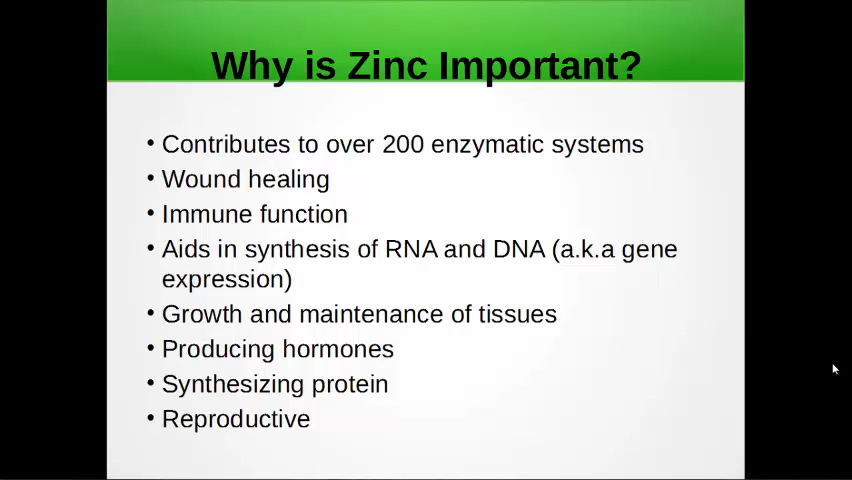 Why is Zinc Important?
• Contributes to over 200 enzymatic systems
• Wound healing
• Immune function
• Aids in synthesis of RNA and DNA (a.k.a gene
expression)
• Growth and maintenance of tissues
• Producing hormones
• Synthesizing protein
• Reproductive